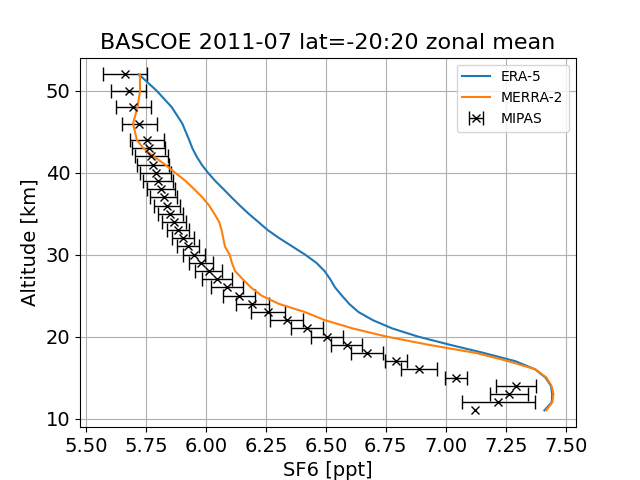 BASCOE 2011-07 lat=-20:20 zonal mean
ERA-5
MERRA-2
MIPAS
Altitude [km]
50
40
30
20
10
5.50 5.75 6.00 6.25 6.50 6.75 7.00 7.25 7.50
SF6 [ppt]